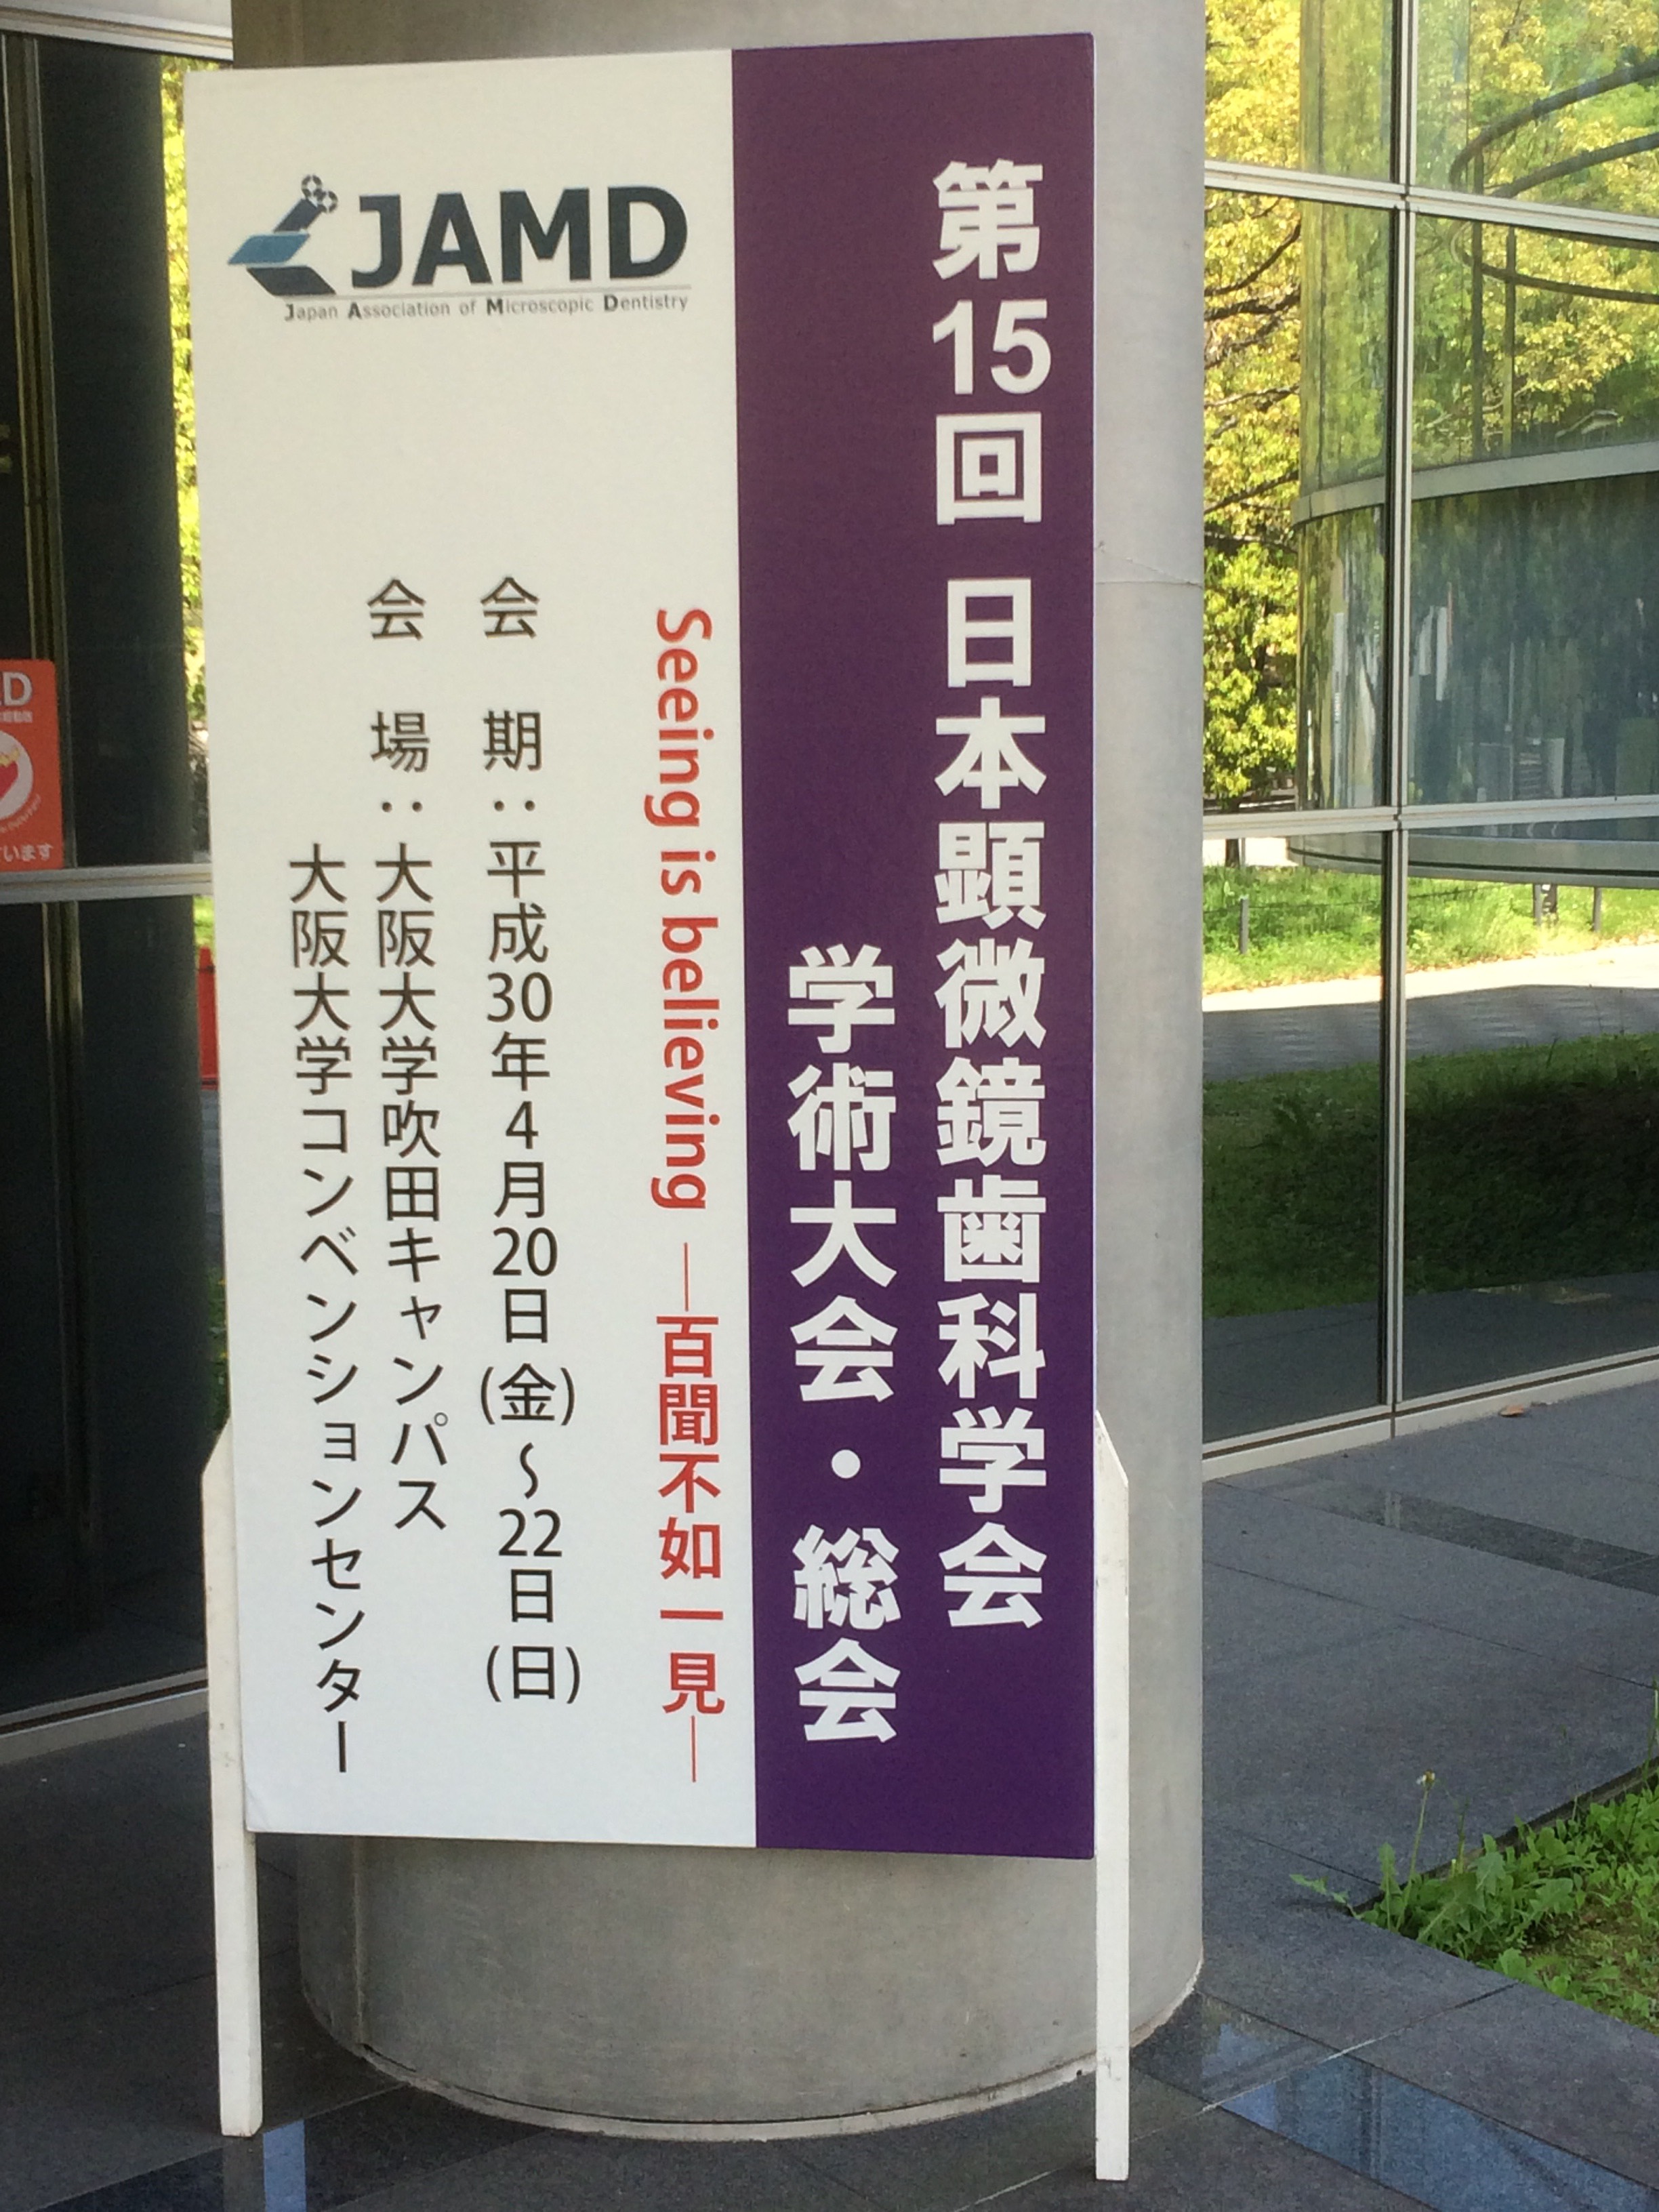 第15回 日本顕微鏡歯科学会
学術大会・総会
JAMD
Japan Association of Microscopic Dentistry
Seeing is believing ―百聞不如一見―
会 期:平成30年4月20日(金)~22日(日)
会 場:大阪大学吹田キャンパス
大阪大学コンベンションセンター
います